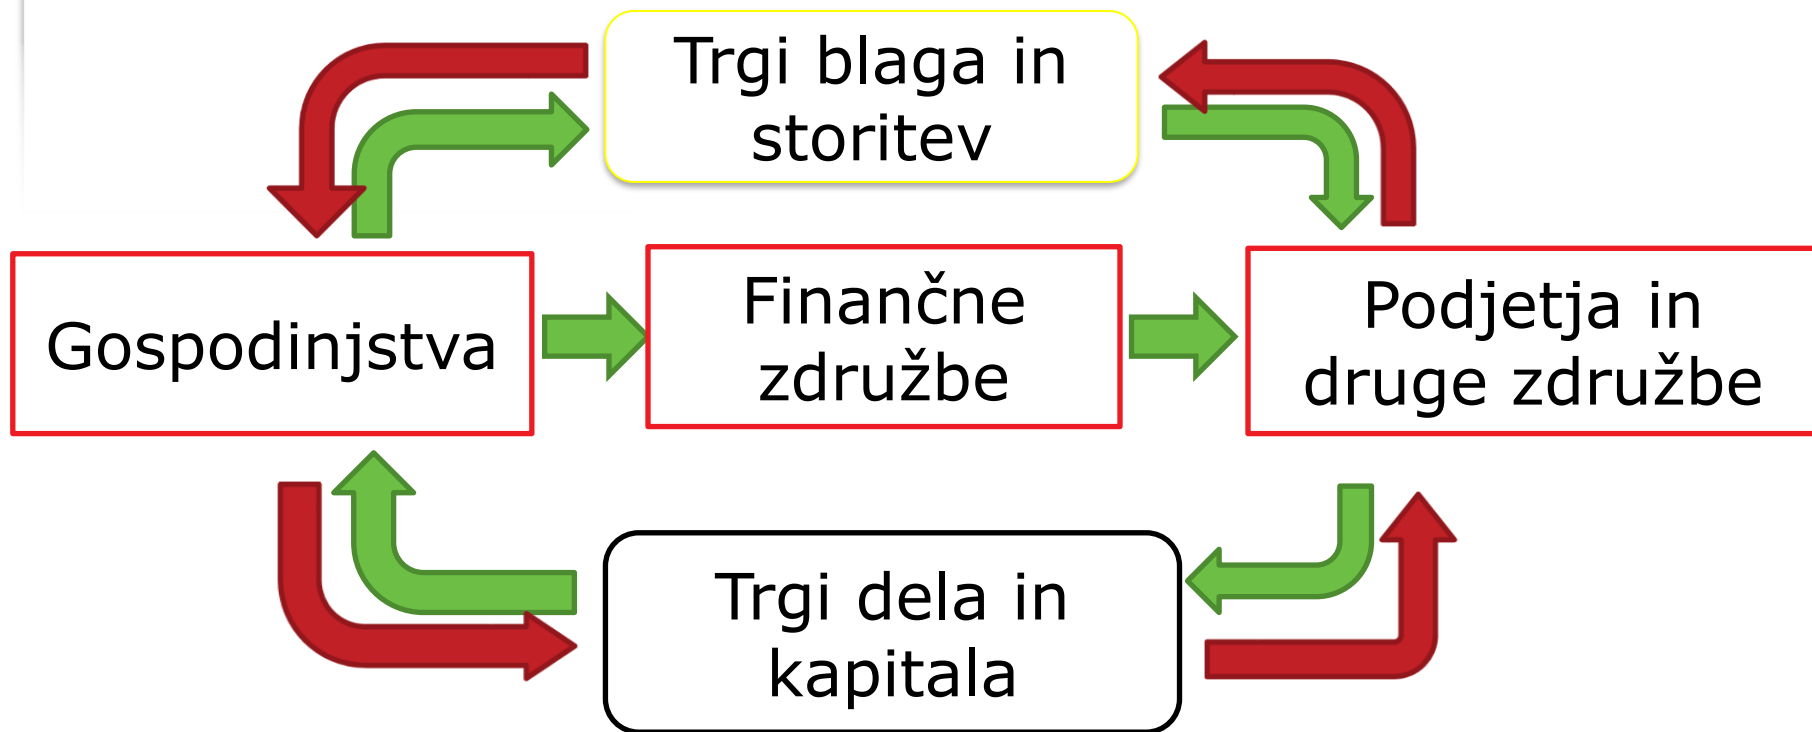 Trgi blaga in
storitev
Gospodinjstva
Finančne
združbe
Podjetja in
druge združbe
Trgi dela in
kapitala